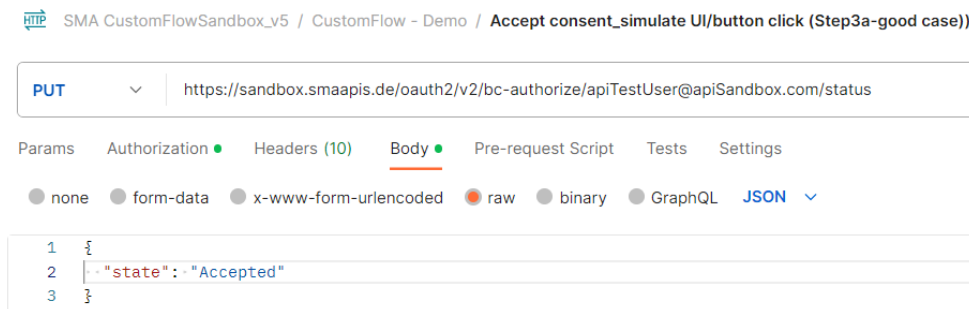 HTTP SMA CustomFlowSandbox_v5 / CustomFlow - Demo / Accept consent_simulate UI/button click (Step3a-good case))
PUT https://sandbox.smaapis.de/oauth2/v2/bc-authorize/apiTestUser@apiSandbox.com/status
Params Authorization Headers (10) Body Pre-request Script Tests Settings
none form-data x-www-form-urlencoded raw binary GraphQL JSON
1 {
2 "state": "Accepted"
3 }